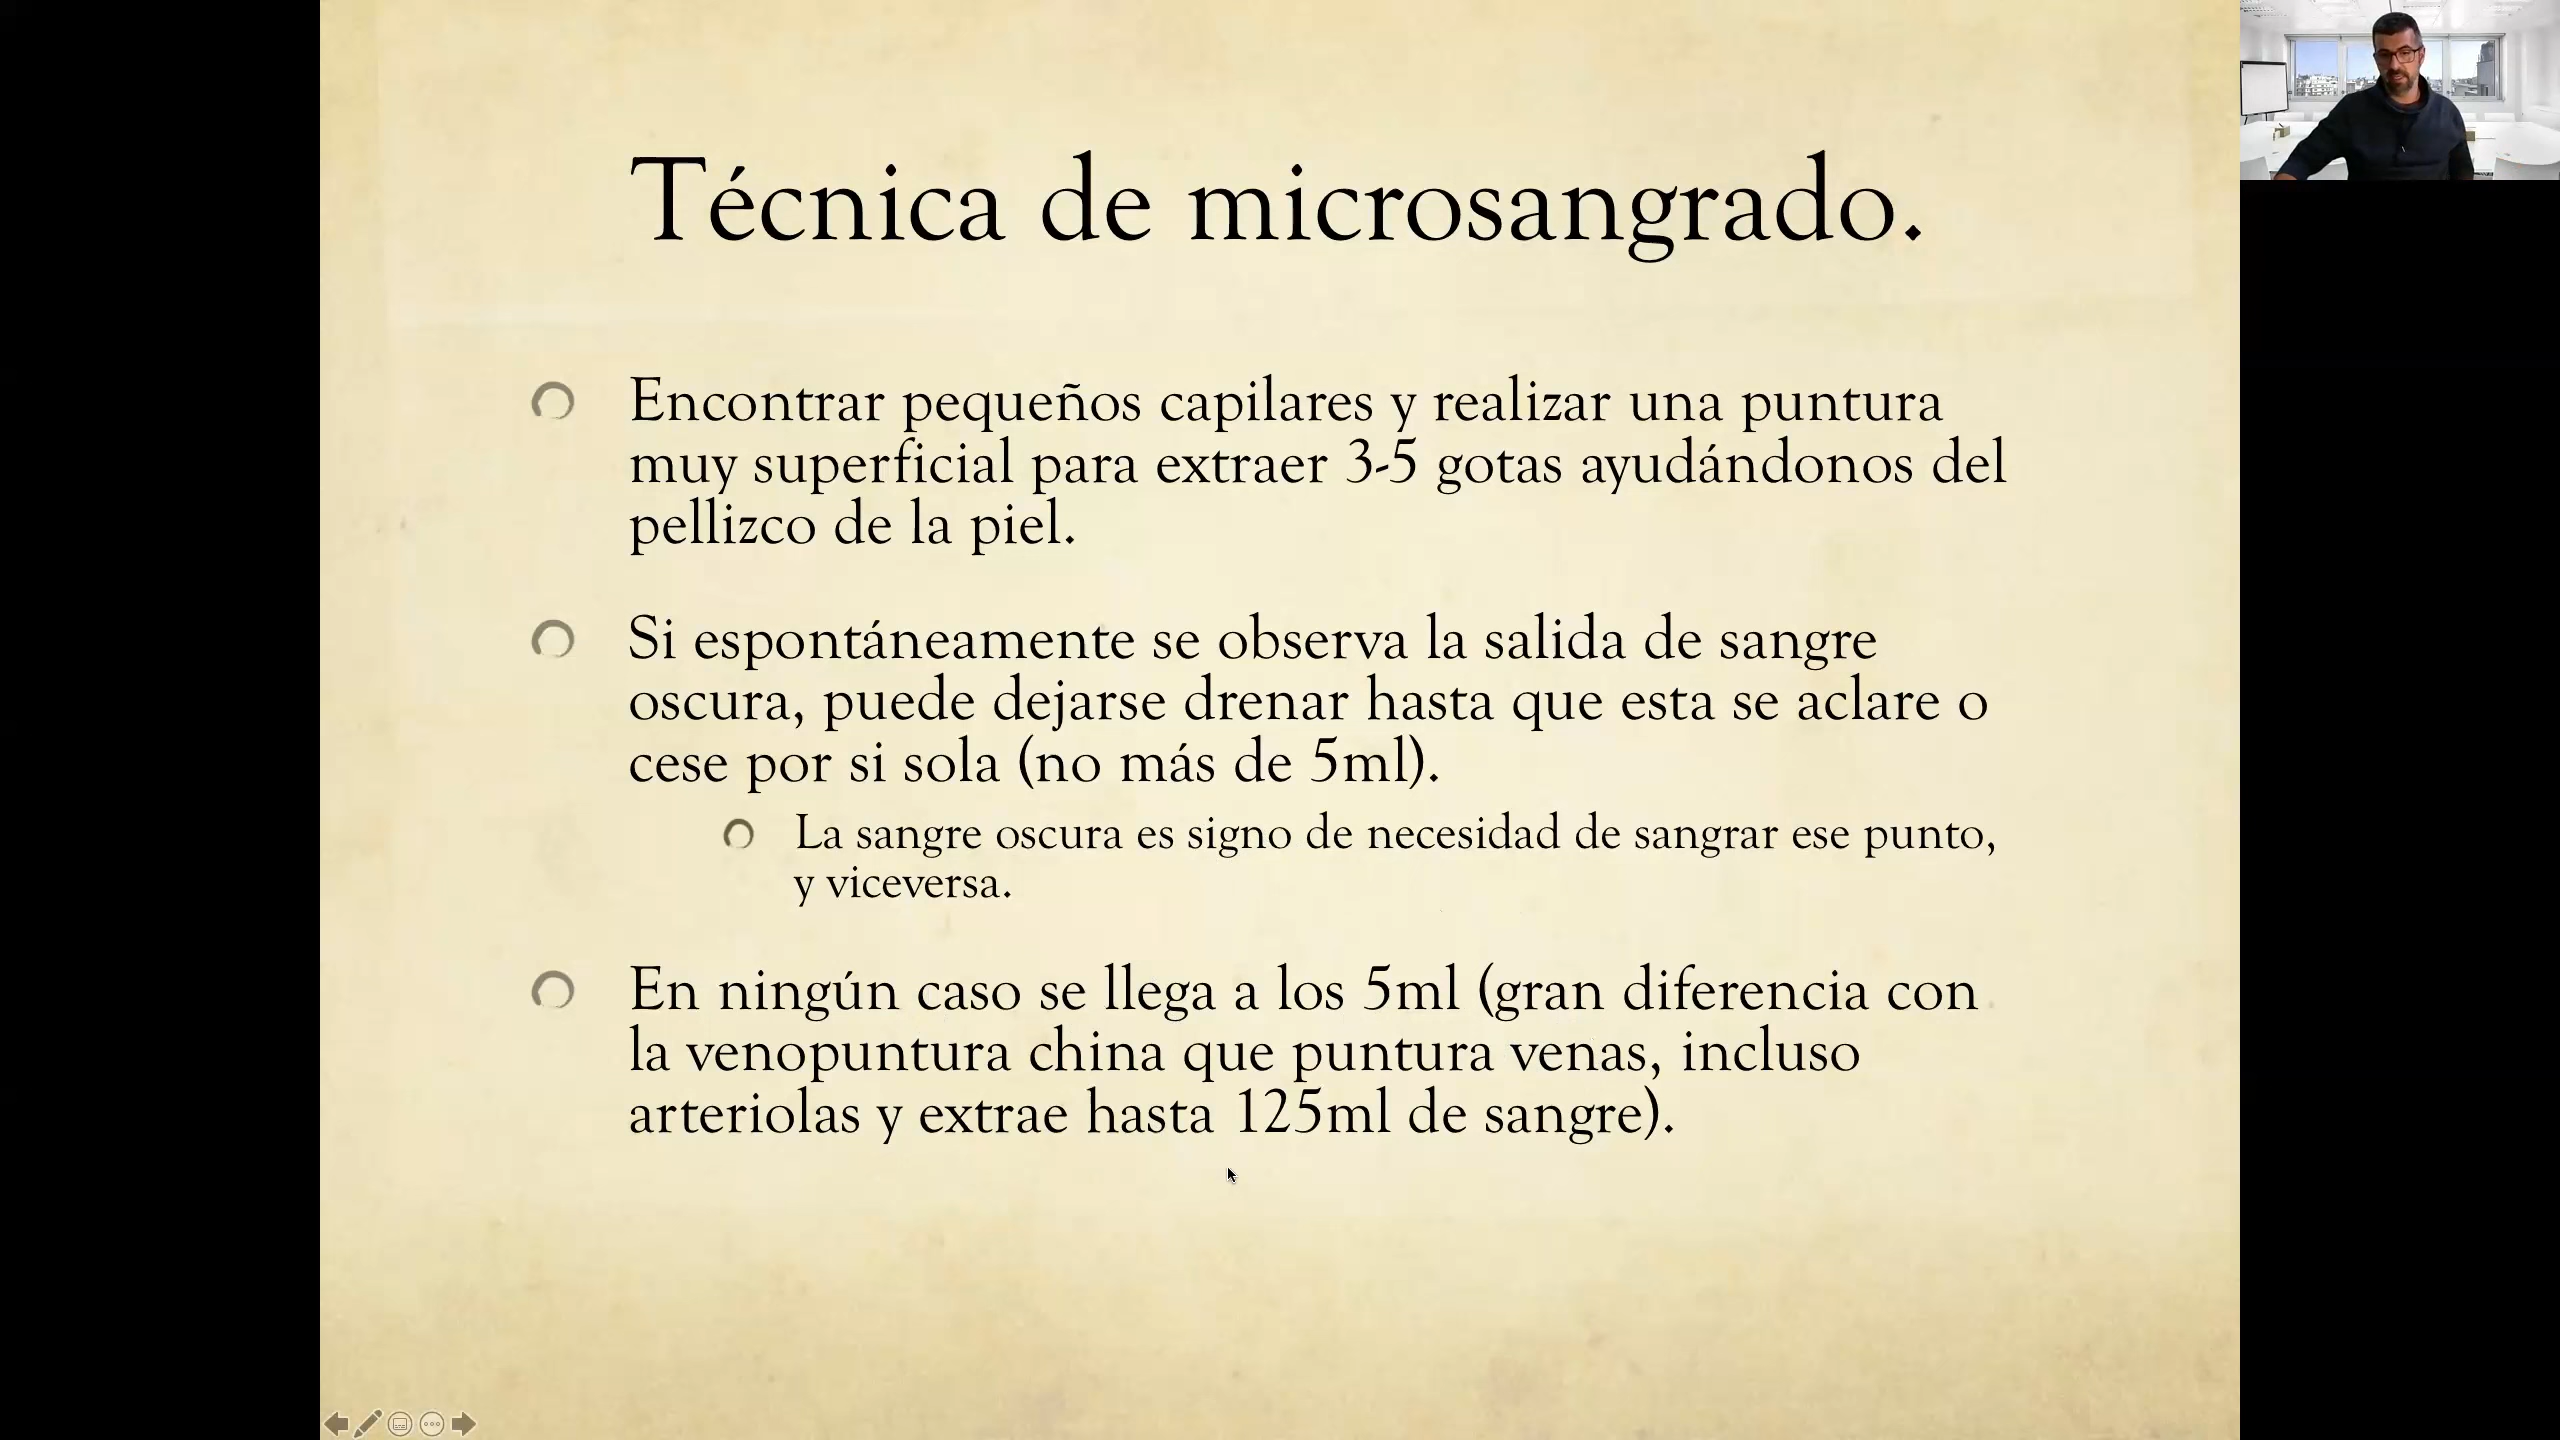 Técnica de microsangrado.
Encontrar pequeños capilares y realizar una puntura
muy superficial para extraer 3-5 gotas ayudándonos del
pellizco de la piel.
Si espontáneamente se observa la salida de sangre
oscura, puede dejarse drenar hasta que esta se aclare o
cese por si sola (no más de 5ml).
La sangre oscura es signo de necesidad de sangrar ese punto,
y viceversa.
En ningún caso se llega a los 5ml (gran diferencia con
la venopuntura china que puntura venas, incluso
arteriolas y extrae hasta 125ml de sangre).